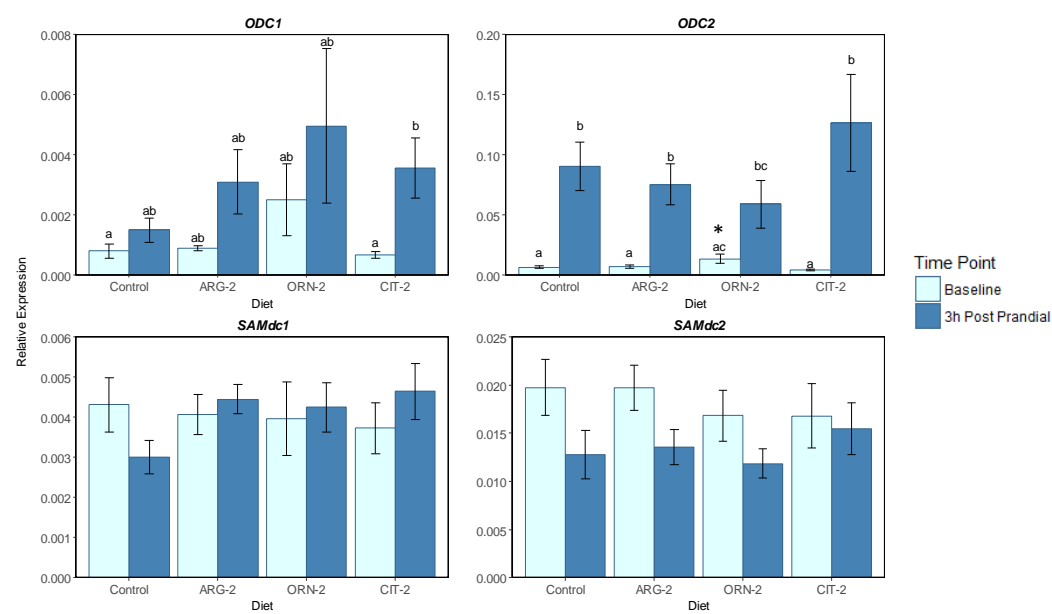 ODC1
0.008
0.006
0.004
0.002
0.000
a
ab
ab
ab
ab
ab
a
b
Control
ARG-2
ORN-2
CIT-2
Diet
ODC2
0.20
0.15
0.10
0.05
0.00
a
b
a
b
*
ac
bc
a
b
Control
ARG-2
ORN-2
CIT-2
Diet
Relative Expression
SAMdc1
0.006
0.005
0.004
0.003
0.002
0.001
0.000
Control
ARG-2
ORN-2
CIT-2
Diet
SAMdc2
0.025
0.020
0.015
0.010
0.005
0.000
Control
ARG-2
ORN-2
CIT-2
Diet
Time Point
Baseline
3h Post Prandial